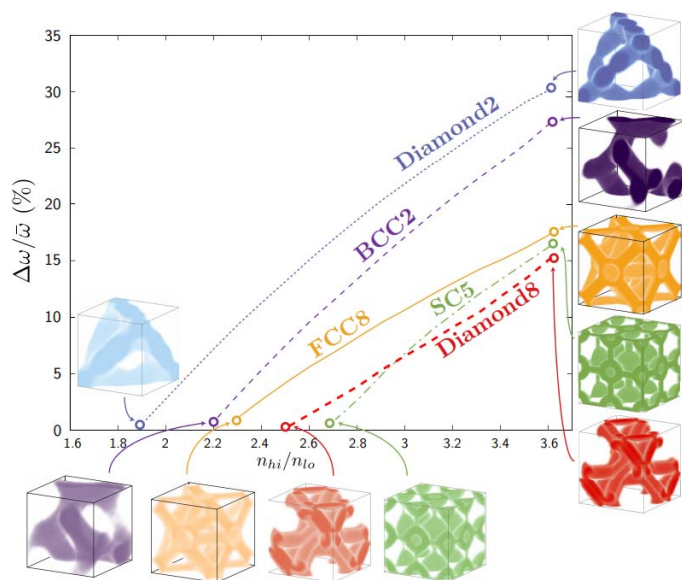 35
30
25
20
15
10
5
0
Δω/ω̄ (%)
Diamond2
BCC2
FCC8
SC5
Diamond8
1.6 1.8 2 2.2 2.4 2.6 2.8 3 3.2 3.4 3.6
n_hi/n_lo